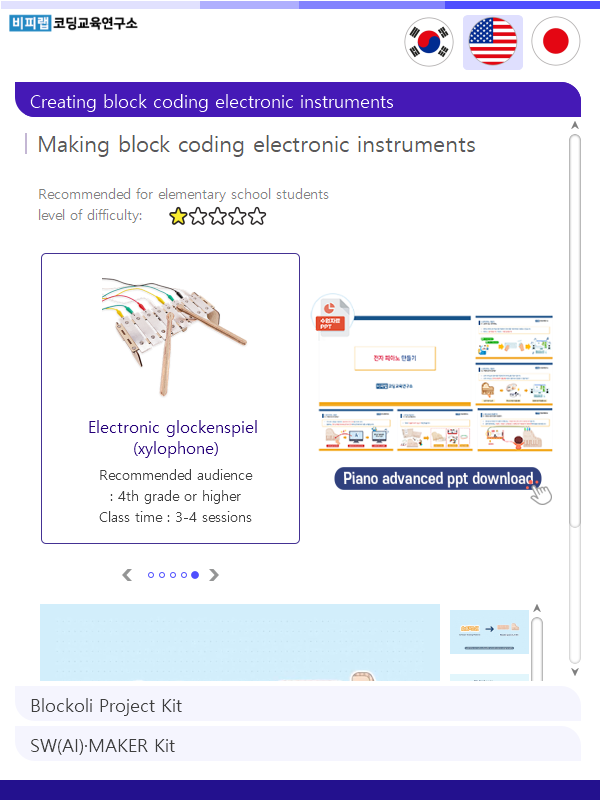 비피랩 코딩교육연구소
Creating block coding electronic instruments
Making block coding electronic instruments
Recommended for elementary school students
level of difficulty:
Electronic glockenspiel
(xylophone)
Recommended audience
: 4th grade or higher
Class time : 3-4 sessions
수업자료
PPT
전자 피아노 만들기
비피랩 코딩교육연구소
Piano advanced ppt download
Blockoli Project Kit
SW(AI)·MAKER Kit